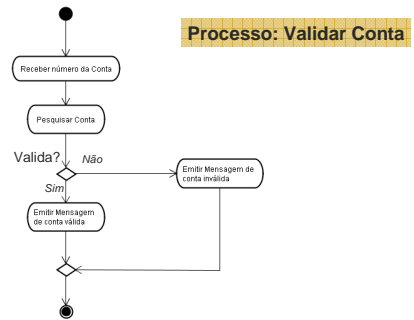 Processo: Validar Conta
Receber número da Conta
Pesquisar Conta
Valida?
Não
Emitir Mensagem de
conta inválida
Sim
Emitir Mensagem
de conta válida